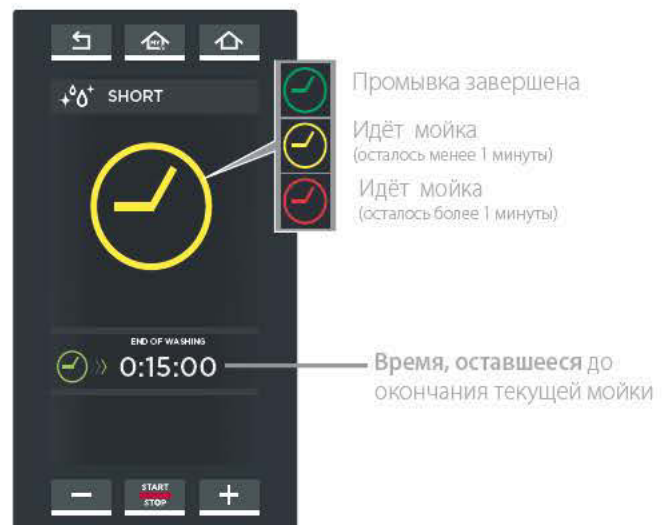 MY
SHORT
Промывка завершена
Идёт мойка
(осталось менее 1 минуты)
Идёт мойка
(осталось более 1 минуты)
END OF WASHING
0:15:00
Время, оставшееся до
окончания текущей мойки
START
STOP